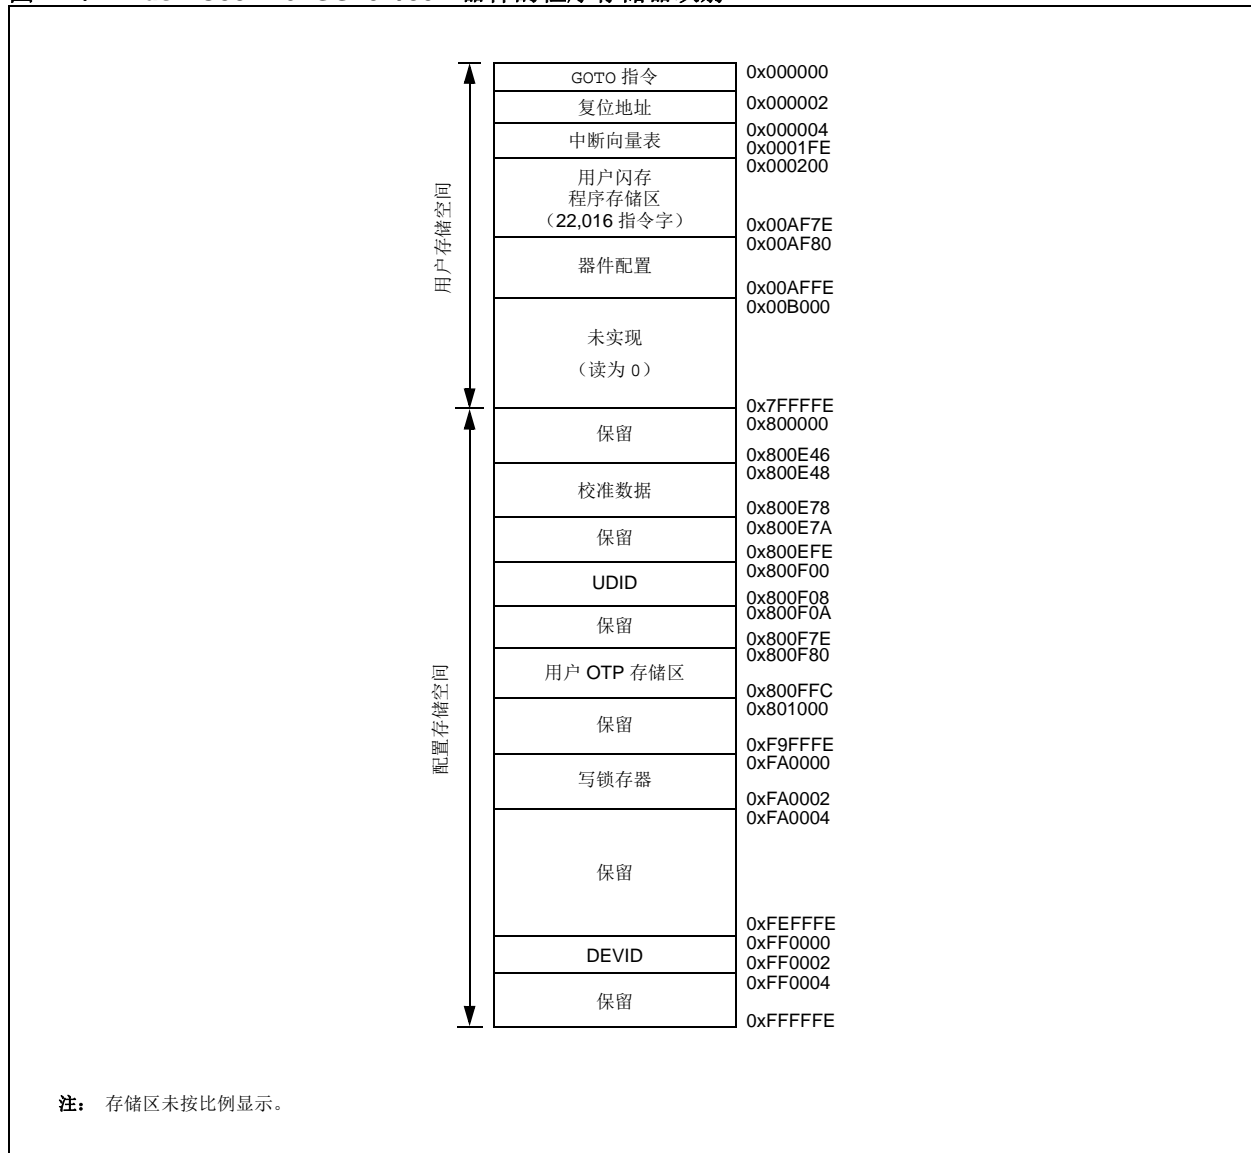 GOTO 指令
0x000000
复位地址
0x000002
中断向量表
0x000004
0x0001FE
用户闪存
程序存储区
（22,016 指令字）
0x000200
0x00AF7E
器件配置
0x00AF80
0x00AFFE
未实现
（读为 0）
0x00B000
0x7FFFFE
用户存储空间
保留
0x800000
0x800E46
校准数据
0x800E48
0x800E78
保留
0x800E7A
0x800EFE
UDID
0x800F00
0x800F08
保留
0x800F0A
0x800F7E
用户 OTP 存储区
0x800F80
0x800FFC
保留
0x801000
0xF9FFFE
写锁存器
0xFA0000
0xFA0002
保留
0xFA0004
0xFEFFFE
DEVID
0xFF0000
0xFF0002
保留
0xFF0004
0xFFFFFE
配置存储空间
注： 存储区未按比例显示。